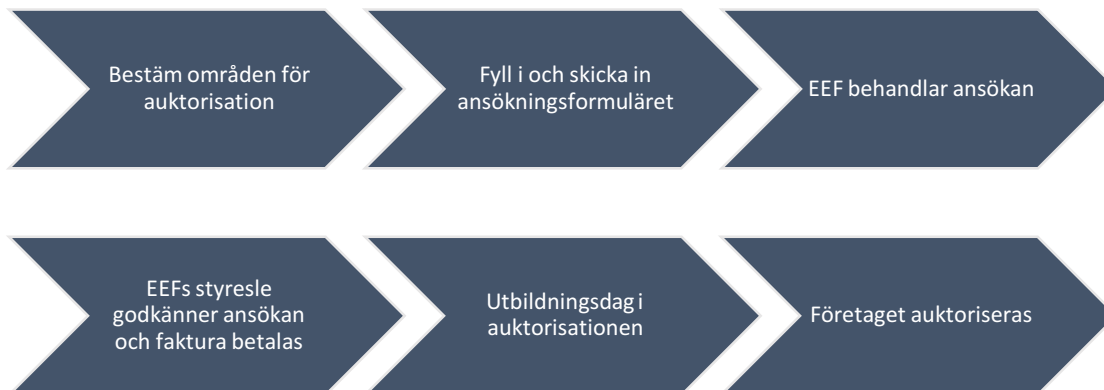 Bestäm områden för
auktorisation
Fyll i och skicka in
ansökningsformuläret
EEF behandlar ansökan
EEFs styresle
godkänner ansökan
och faktura betalas
Utbildningsdag i
auktorisationen
Företaget auktoriseras